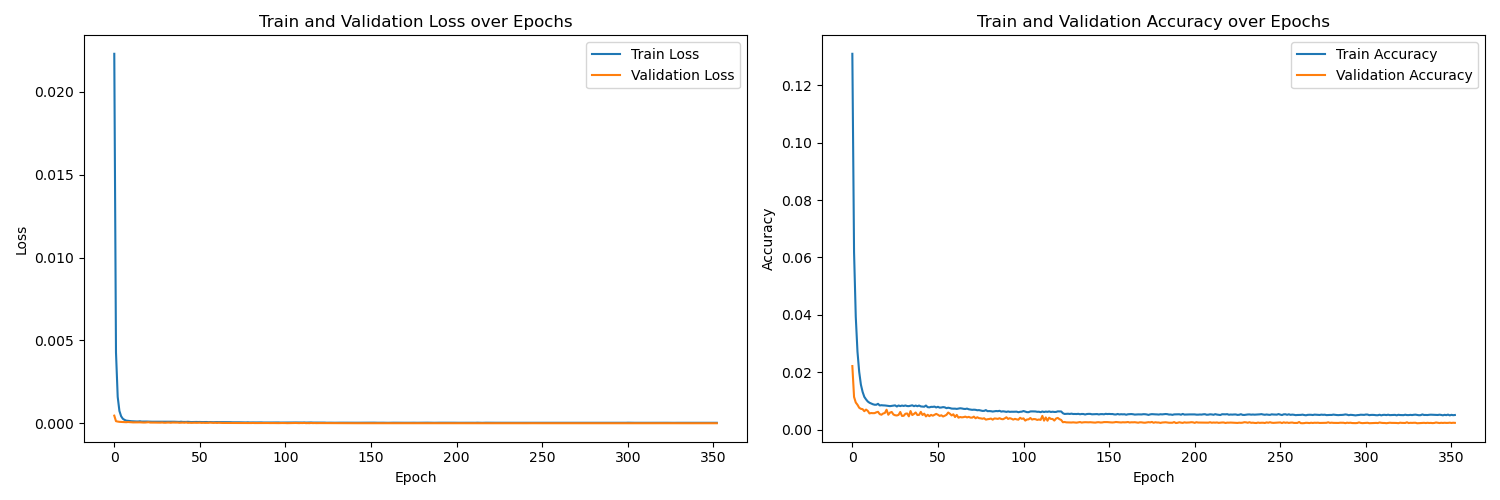 Train and Validation Loss over Epochs
Train Loss
Validation Loss
0.020
0.015
0.010
0.005
0.000
Loss
0 50 100 150 200 250 300 350
Epoch
Train and Validation Accuracy over Epochs
Train Accuracy
Validation Accuracy
0.12
0.10
0.08
0.06
0.04
0.02
0.00
Accuracy
0 50 100 150 200 250 300 350
Epoch